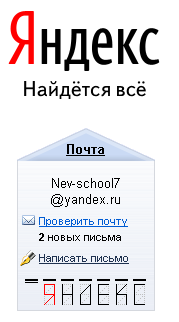 Яндекс
Найдётся всё
Почта
Nev-school7
@yandex.ru
Проверить почту
2 новых письма
Написать письмо
ЯНДЕКС